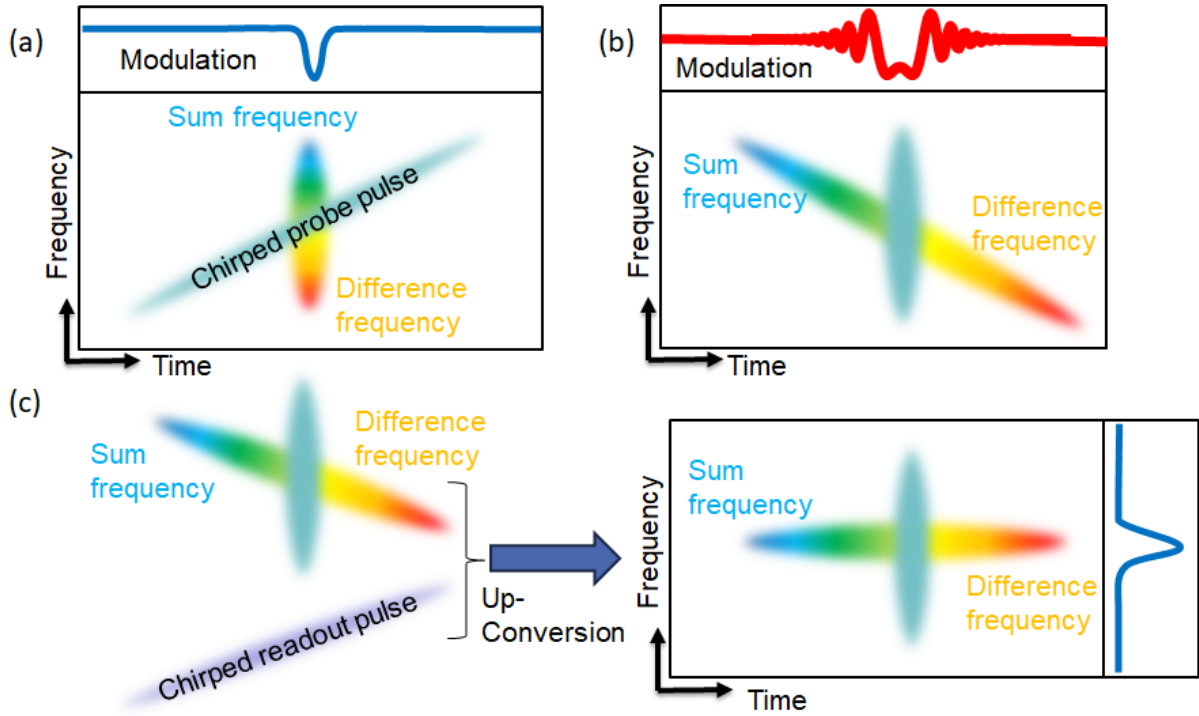 (a)
Modulation
Sum frequency
Chirped probe pulse
Difference
frequency
Frequency
Time
(b)
Modulation
Sum
frequency
Difference
frequency
Frequency
Time
(c)
Sum
frequency
Difference
frequency
Chirped readout pulse
Up-
Conversion
Sum
frequency
Difference
frequency
Frequency
Time